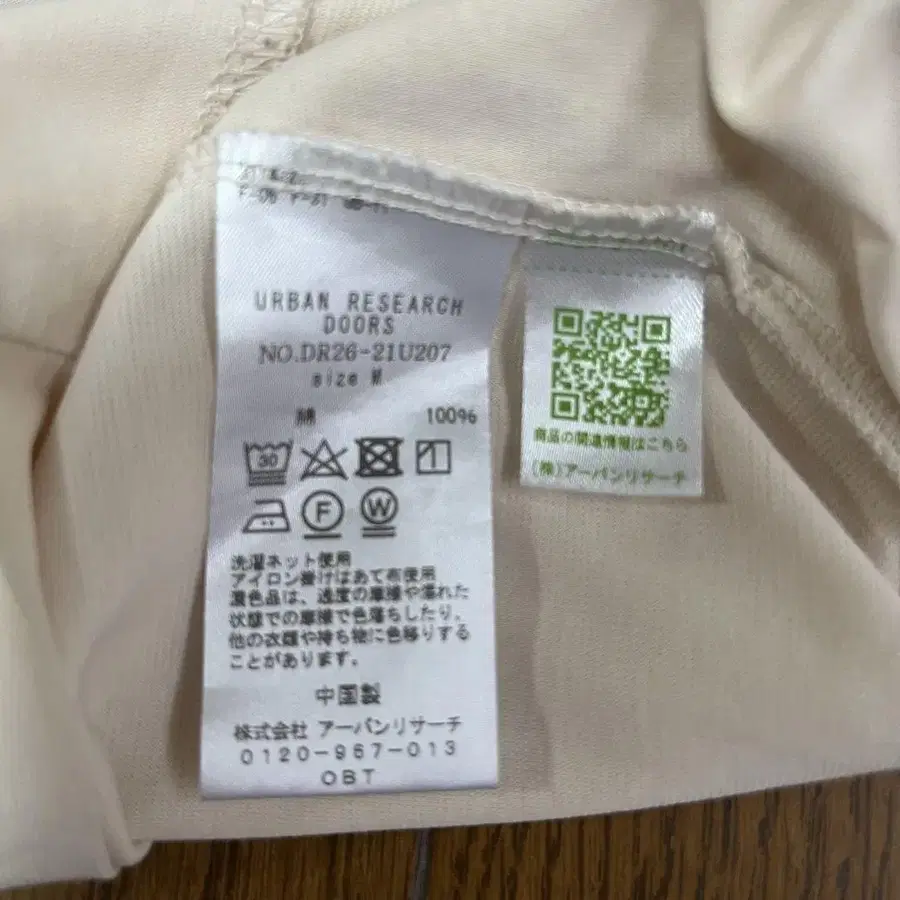 URBAN RESEARCH
DOORS
NO.DR26-21U207
size M
綿 100%
30
F
W
洗濯ネット使用
アイロン掛けはあて布使用
濃色品は、過度の摩擦や濡れた
状態での摩擦で色落ちしたり、
他の衣類や持ち物に色移りする
ことがあります。
中国製
株式会社 アーバンリサーチ
0120-967-013
OBT
商品の関連情報はこちら
(株)アーバンリサーチ